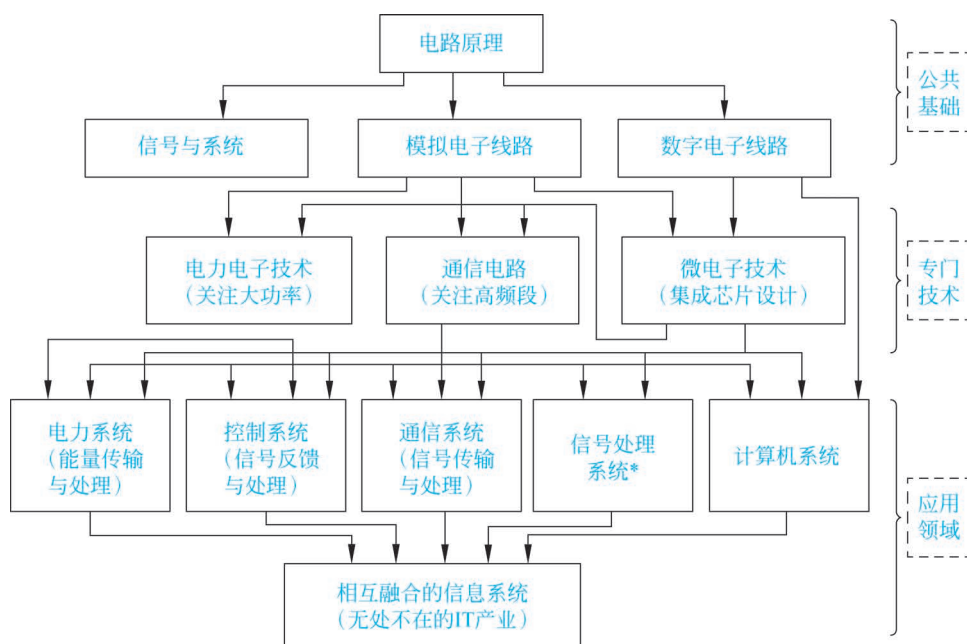 电路原理
公共
基础
信号与系统
模拟电子线路
数字电子线路
电力电子技术
(关注大功率)
通信电路
(关注高频段)
微电子技术
(集成芯片设计)
专门
技术
电力系统
(能量传输
与处理)
控制系统
(信号反馈
与处理)
通信系统
(信号传输
与处理)
信号处理
系统*
计算机系统
应用
领域
相互融合的信息系统
(无处不在的IT产业)